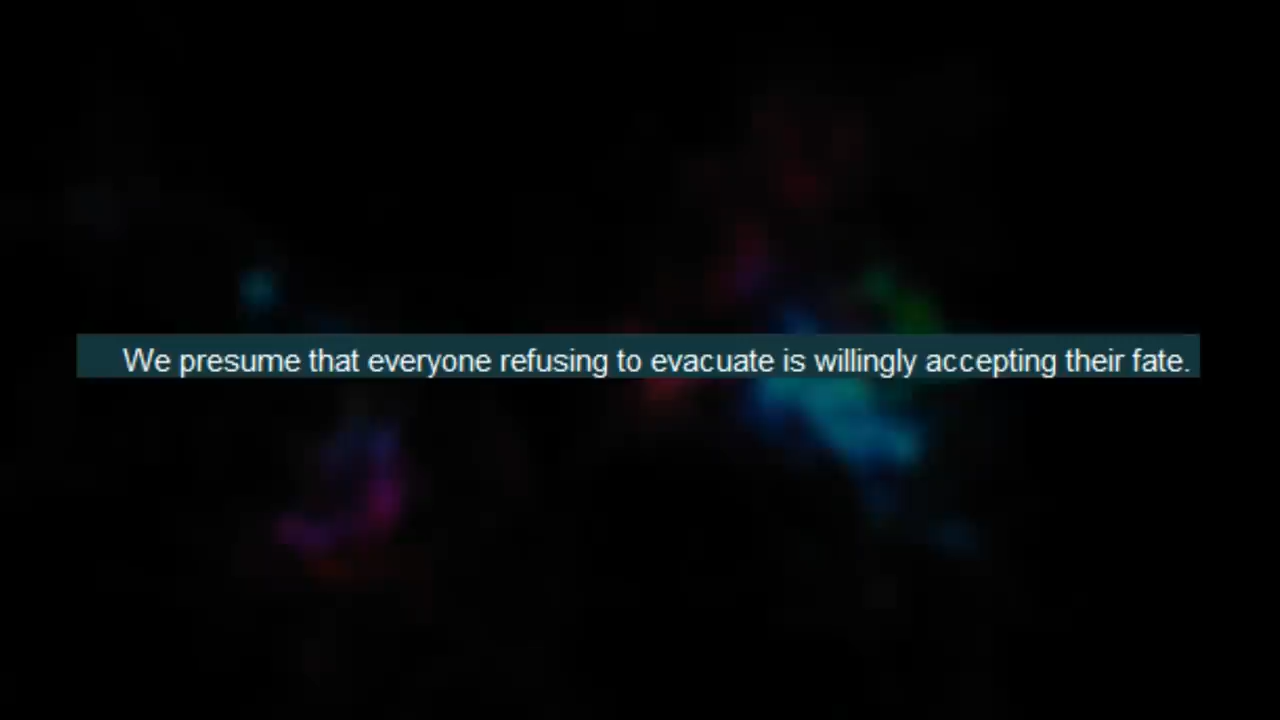 We presume that everyone refusing to evacuate is willingly accepting their fate.